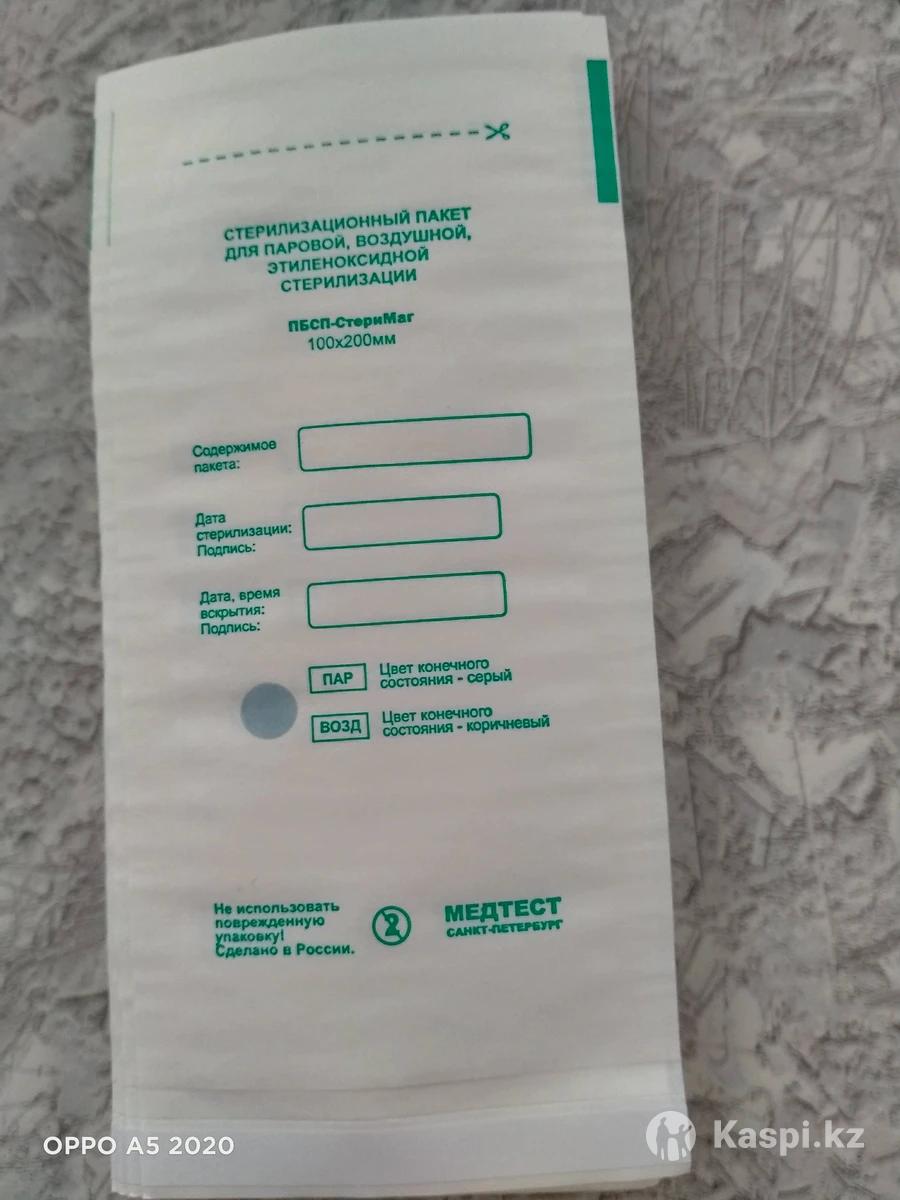 СТЕРИЛИЗАЦИОННЫЙ ПАКЕТ
ДЛЯ ПАРОВОЙ, ВОЗДУШНОЙ,
ЭТИЛЕНОКСИДНОЙ
СТЕРИЛИЗАЦИИ
ПБСП-СтериМаг
100х200мм
Содержимое
пакета:
Дата
стерилизации:
Подпись:
Дата, время
вскрытия:
Подпись:
ПАР
Цвет конечного
состояния - серый
ВОЗД
Цвет конечного
состояния - коричневый
Не использовать
поврежденную
упаковку!
Сделано в России.
2
МЕДТЕСТ
САНКТ-ПЕТЕРБУРГ
OPPO A5 2020
Kaspi.kz